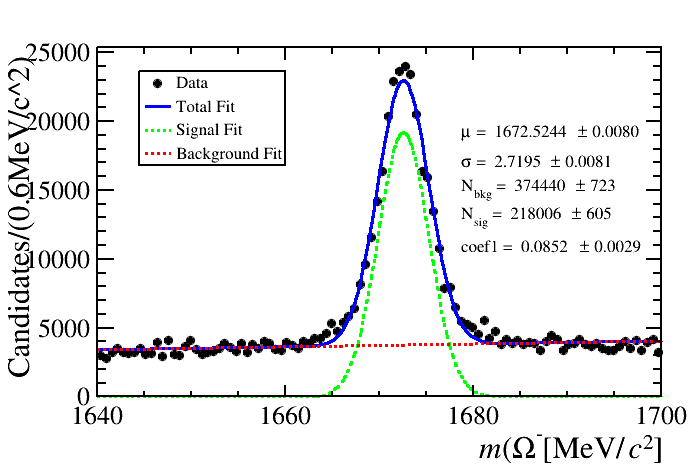 Candidates/(0.6MeV/c^2)
25000
20000
15000
10000
5000
0
Data
Total Fit
Signal Fit
Background Fit
μ = 1672.5244 ± 0.0080
σ = 2.7195 ± 0.0081
N_bkg = 374440 ± 723
N_sig = 218006 ± 605
coef1 = 0.0852 ± 0.0029
1640 1660 1680 1700
m(Ω⁻[MeV/c²]